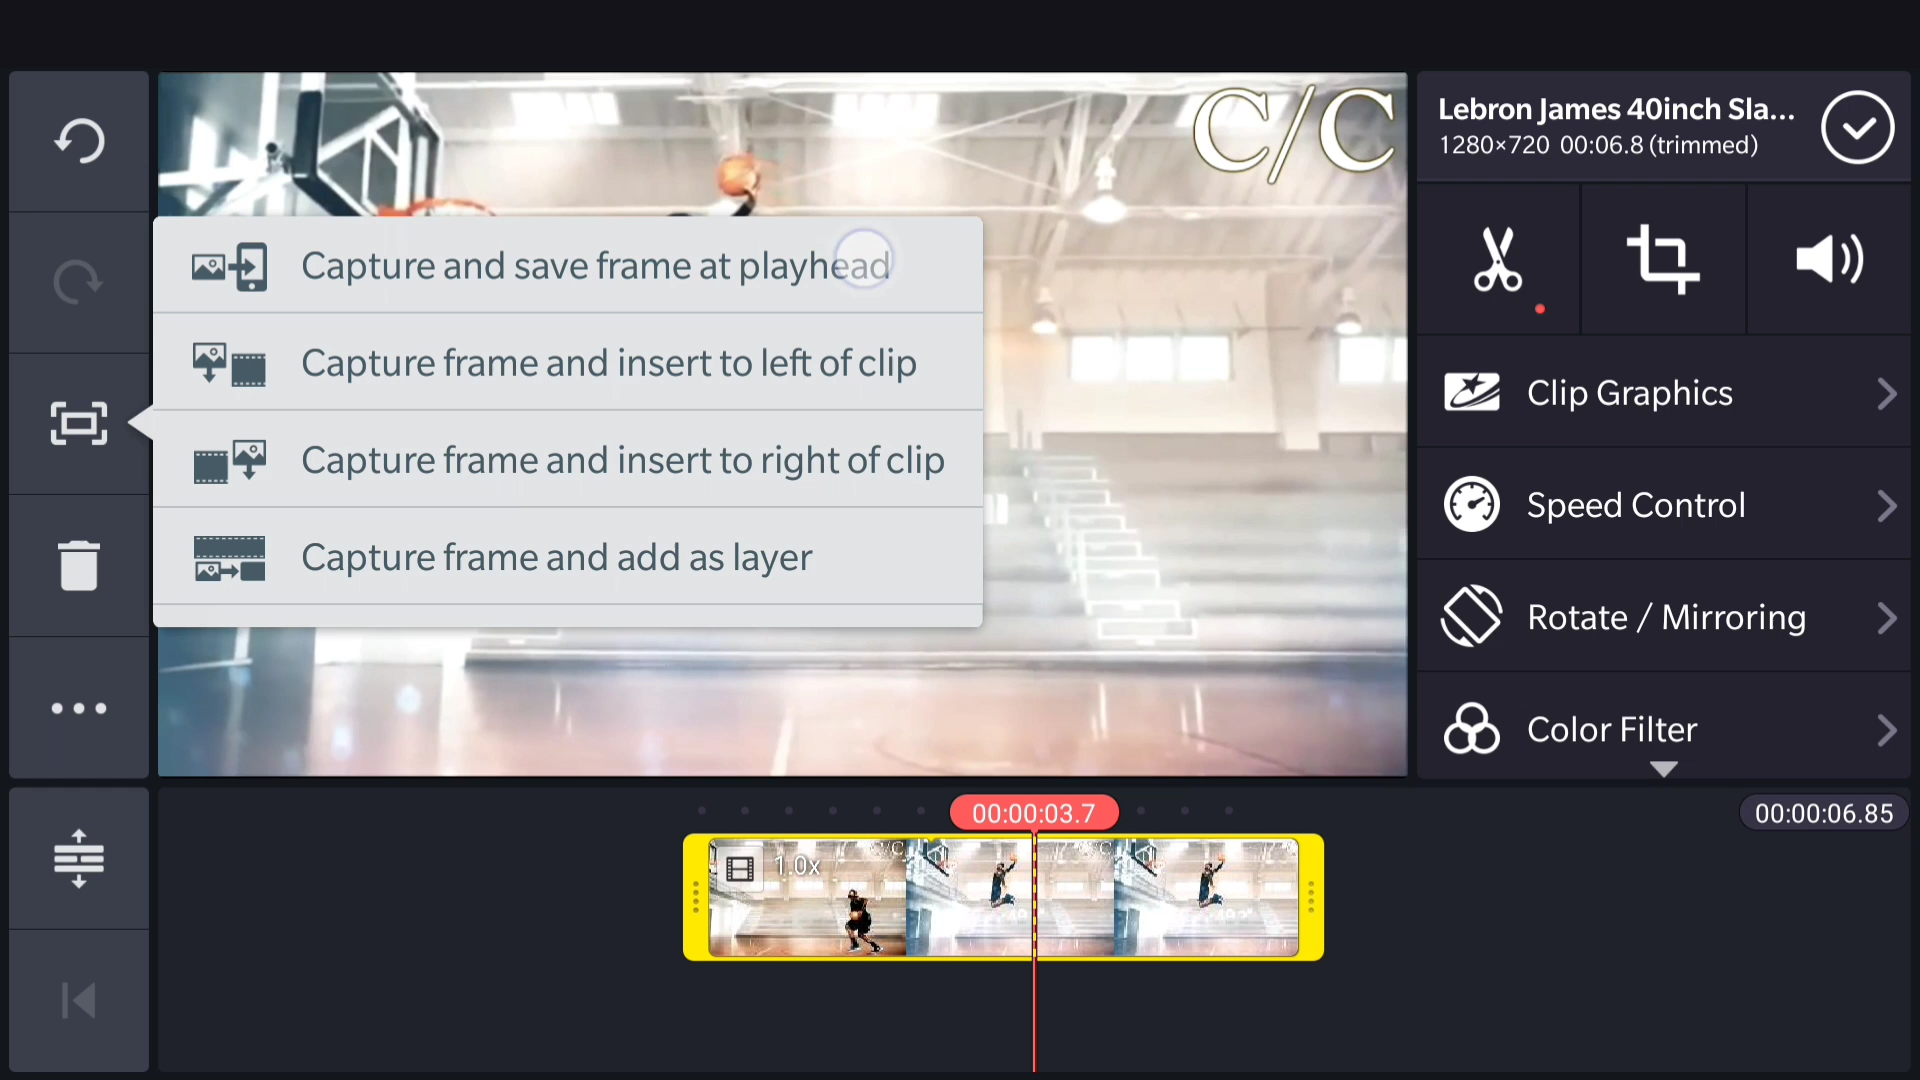 C/C
Lebron James 40inch Sla...
1280×720 00:06.8 (trimmed)
Capture and save frame at playhead
Capture frame and insert to left of clip
Capture frame and insert to right of clip
Capture frame and add as layer
Clip Graphics
Speed Control
Rotate / Mirroring
Color Filter
00:00:03.7
00:00:06.85
1.0x